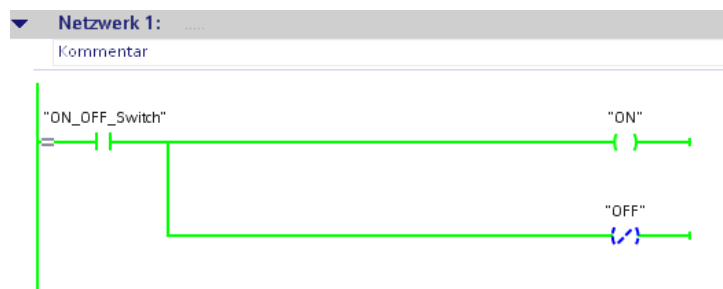 Netzwerk 1: .....
Kommentar
"ON_OFF_Switch" "ON"
"OFF"